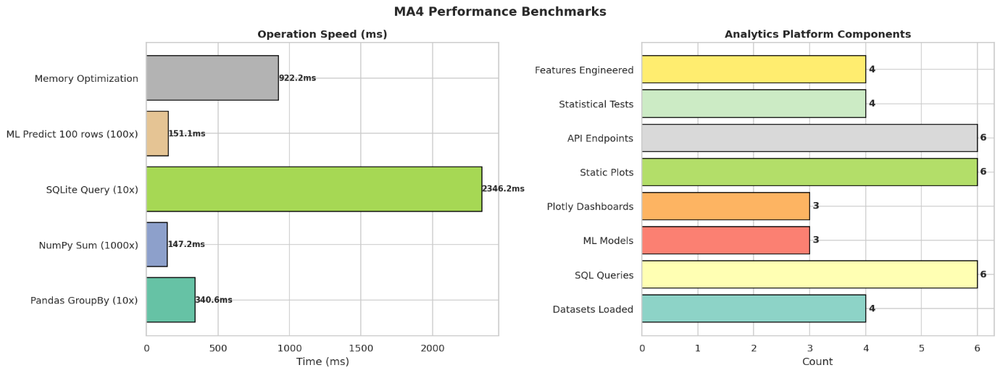 MA4 Performance Benchmarks
Operation Speed (ms)
Memory Optimization
922.2ms
ML Predict 100 rows (100x)
151.1ms
SQLite Query (10x)
2346.2ms
NumPy Sum (1000x)
147.2ms
Pandas GroupBy (10x)
340.6ms
0 500 1000 1500 2000
Time (ms)
Analytics Platform Components
Features Engineered
4
Statistical Tests
4
API Endpoints
6
Static Plots
6
Plotly Dashboards
3
ML Models
3
SQL Queries
6
Datasets Loaded
4
0 1 2 3 4 5 6
Count